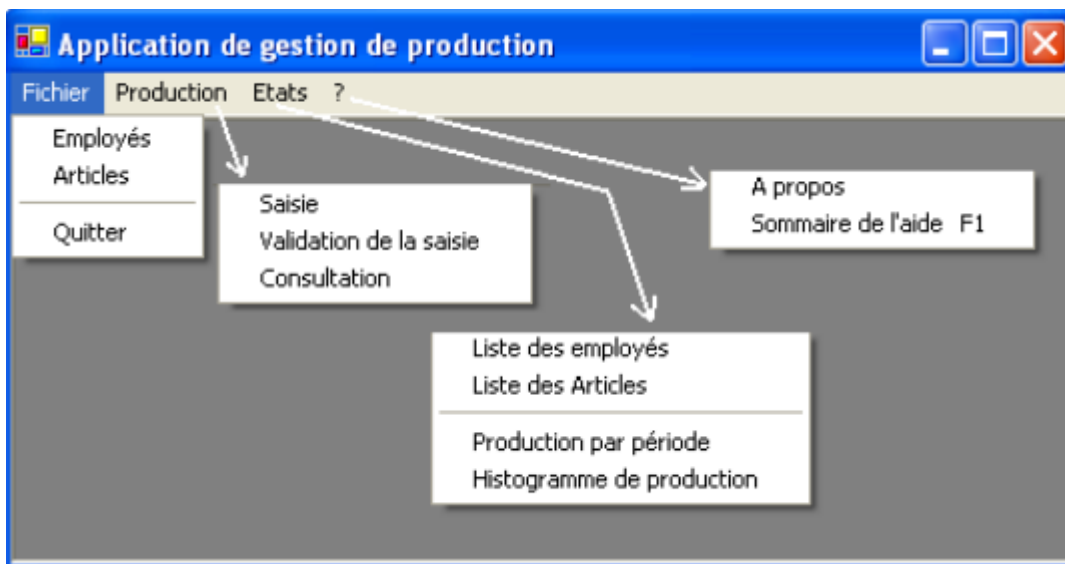 Application de gestion de production
Fichier Production Etats ?
Employés
Articles
Quitter
Saisie
Validation de la saisie
Consultation
A propos
Sommaire de l'aide F1
Liste des employés
Liste des Articles
Production par période
Histogramme de production